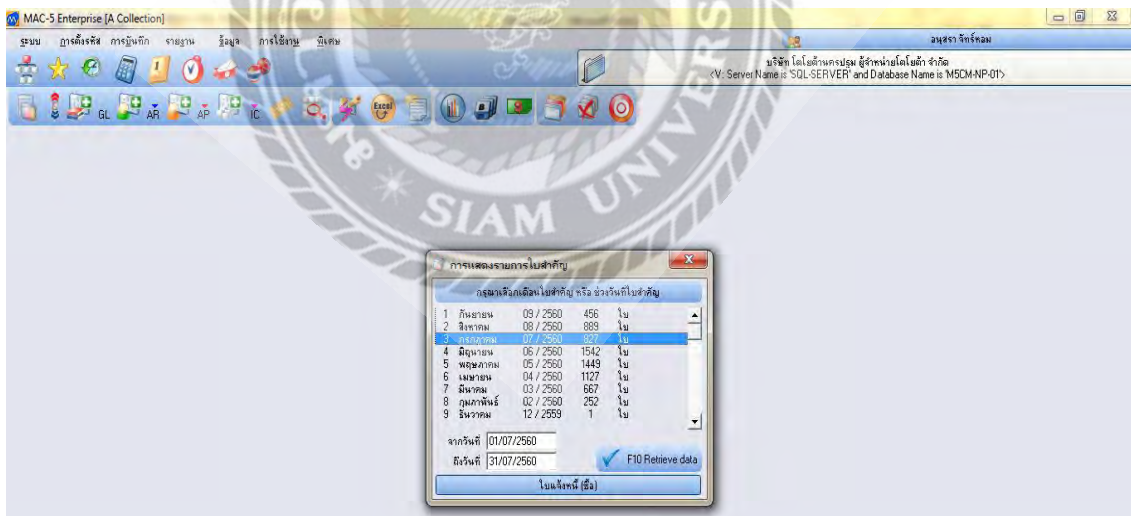 MAC-5 Enterprise [A Collection]
ระบบ การตั้งรหัส การบันทึก รายงาน ข้อมูล การใช้งาน พิเศษ
อนุสรา จัทร์หอม
บริษัท โตโยต้านครปฐม ผู้จำหน่ายโตโยต้า จำกัด
<V: Server Name is 'SQL-SERVER' and Database Name is 'M5CM-NP-01'>
GL AR AP IC Excel
SIAM UNIVERS
การแสดงรายการใบสำคัญ
กรุณาเลือกเดือนใบสำคัญ หรือ ช่วงวันที่ใบสำคัญ
1 กันยายน 09 / 2560 456 ใบ
2 สิงหาคม 08 / 2560 889 ใบ
3 กรกฎาคม 07 / 2560 827 ใบ
4 มิถุนายน 06 / 2560 1542 ใบ
5 พฤษภาคม 05 / 2560 1449 ใบ
6 เมษายน 04 / 2560 1127 ใบ
7 มีนาคม 03 / 2560 667 ใบ
8 กุมภาพันธ์ 02 / 2560 252 ใบ
9 ธันวาคม 12 / 2559 1 ใบ
จากวันที่ 01/07/2560
ถึงวันที่ 31/07/2560
F10 Retrieve data
ใบแจ้งหนี้ (ซื้อ)